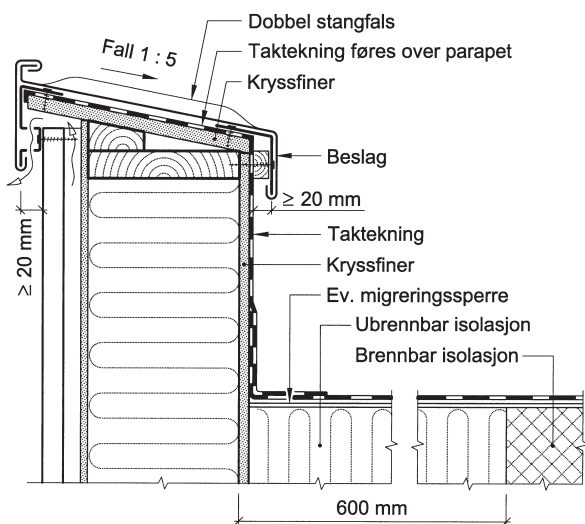 Dobbel stangfals
Fall 1 : 5
Taktekning føres over parapet
Kryssfiner
Beslag
≥ 20 mm
Taktekning
≥ 20 mm
Kryssfiner
Ev. migreringssperre
Ubrennbar isolasjon
Brennbar isolasjon
600 mm